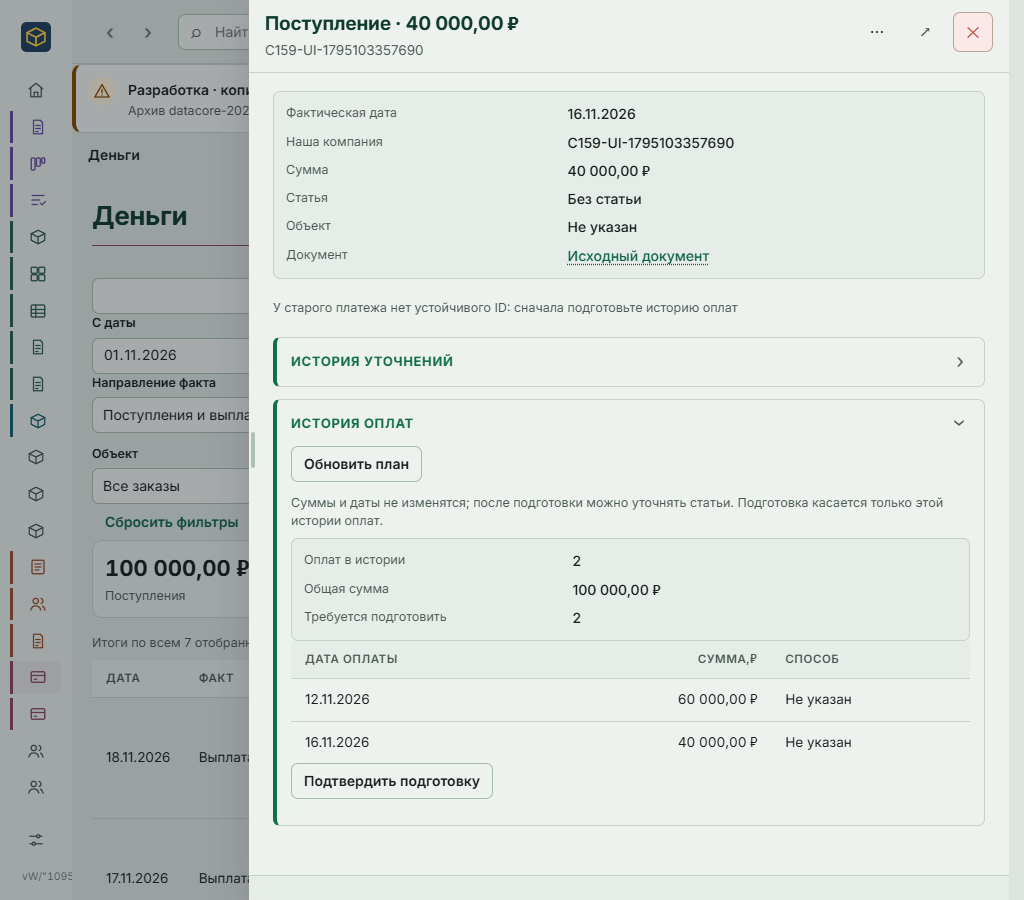 Найт
Разработка · копи
Архив datacore-202
Деньги
Деньги
С даты
01.11.2026
Направление факта
Поступления и выпла
Объект
Все заказы
Сбросить фильтры
100 000,00 ₽
Поступления
Итоги по всем 7 отобранн
ДАТА ФАКТ
18.11.2026 Выплата
17.11.2026 Выплата
vW/"1095
Поступление · 40 000,00 ₽
C159-UI-1795103357690
Фактическая дата 16.11.2026
Наша компания C159-UI-1795103357690
Сумма 40 000,00 ₽
Статья Без статьи
Объект Не указан
Документ Исходный документ
У старого платежа нет устойчивого ID: сначала подготовьте историю оплат
ИСТОРИЯ УТОЧНЕНИЙ
ИСТОРИЯ ОПЛАТ
Обновить план
Суммы и даты не изменятся; после подготовки можно уточнять статьи. Подготовка касается только этой
истории оплат.
Оплат в истории 2
Общая сумма 100 000,00 ₽
Требуется подготовить 2
ДАТА ОПЛАТЫ СУММА,₽ СПОСОБ
12.11.2026 60 000,00 ₽ Не указан
16.11.2026 40 000,00 ₽ Не указан
Подтвердить подготовку